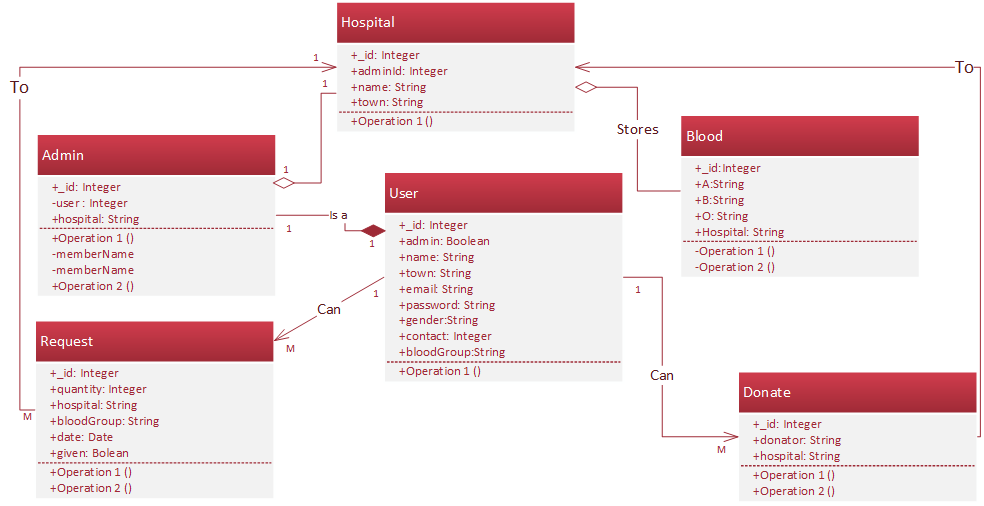 Hospital
+_id: Integer
+adminId: Integer
+name: String
+town: String
+Operation 1 ()
1
1
To
To
Stores
Admin
+_id: Integer
-user : Integer
+hospital: String
+Operation 1 ()
-memberName
-memberName
+Operation 2 ()
1
Is a
1
1
User
+_id: Integer
+admin: Boolean
+name: String
+town: String
+email: String
+password: String
+gender:String
+contact: Integer
+bloodGroup:String
+Operation 1 ()
Blood
+_id:Integer
+A:String
+B:String
+O: String
+Hospital: String
-Operation 1 ()
-Operation 2 ()
1
Can
M
1
Can
M
Request
+_id: Integer
+quantity: Integer
+hospital: String
+bloodGroup: String
+date: Date
+given: Bolean
+Operation 1 ()
+Operation 2 ()
M
Donate
+_id: Integer
+donator: String
+hospital: String
+Operation 1 ()
+Operation 2 ()